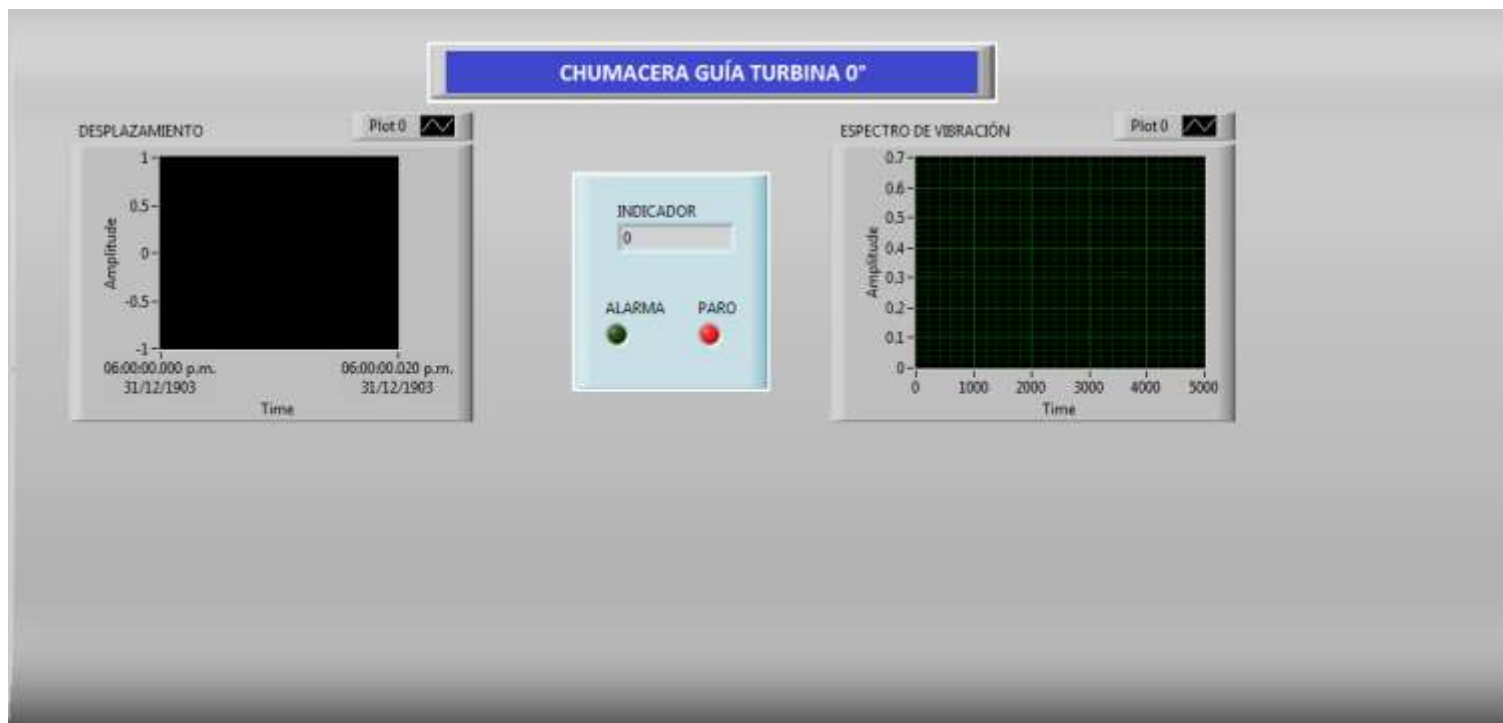 CHUMACERA GUÍA TURBINA 0"
DESPLAZAMIENTO
Plot 0
1
0.5
0
-0.5
-1
Amplitude
06:00:00.000 p.m.
31/12/1903
06:00:00.020 p.m.
31/12/1903
Time
INDICADOR
0
ALARMA
PARO
ESPECTRO DE VIBRACIÓN
Plot 0
0.7
0.6
0.5
0.4
0.3
0.2
0.1
0
Amplitude
0 1000 2000 3000 4000 5000
Time